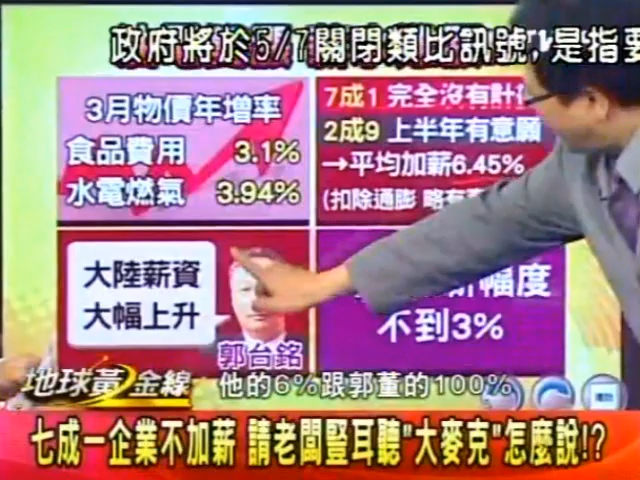 政府將於5/7關閉類比訊號,是指要
3月物價年增率
食品費用 3.1%
水電燃氣 3.94%
7成1 完全沒有計
2成9 上半年有意願
→平均加薪6.45%
(扣除通膨 略有
大陸薪資
大幅上升
郭台銘
幅度
不到3%
地球黃金線
他的6%跟郭董的100%
七成一企業不加薪 請老闆豎耳聽"大麥克"怎麼說!?